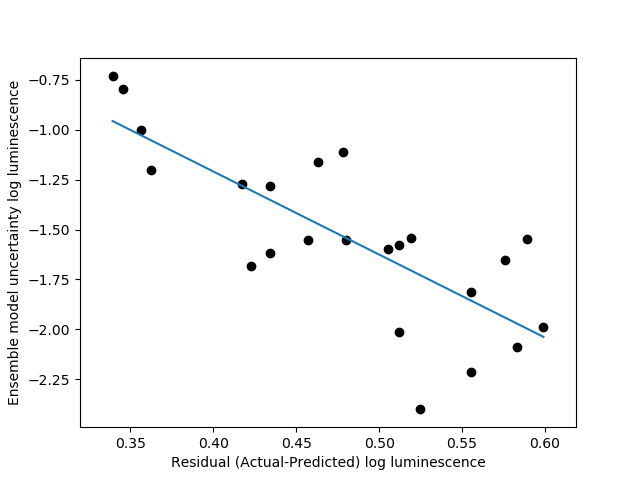 Ensemble model uncertainty log luminescence
−0.75
−1.00
−1.25
−1.50
−1.75
−2.00
−2.25
0.35 0.40 0.45 0.50 0.55 0.60
Residual (Actual-Predicted) log luminescence